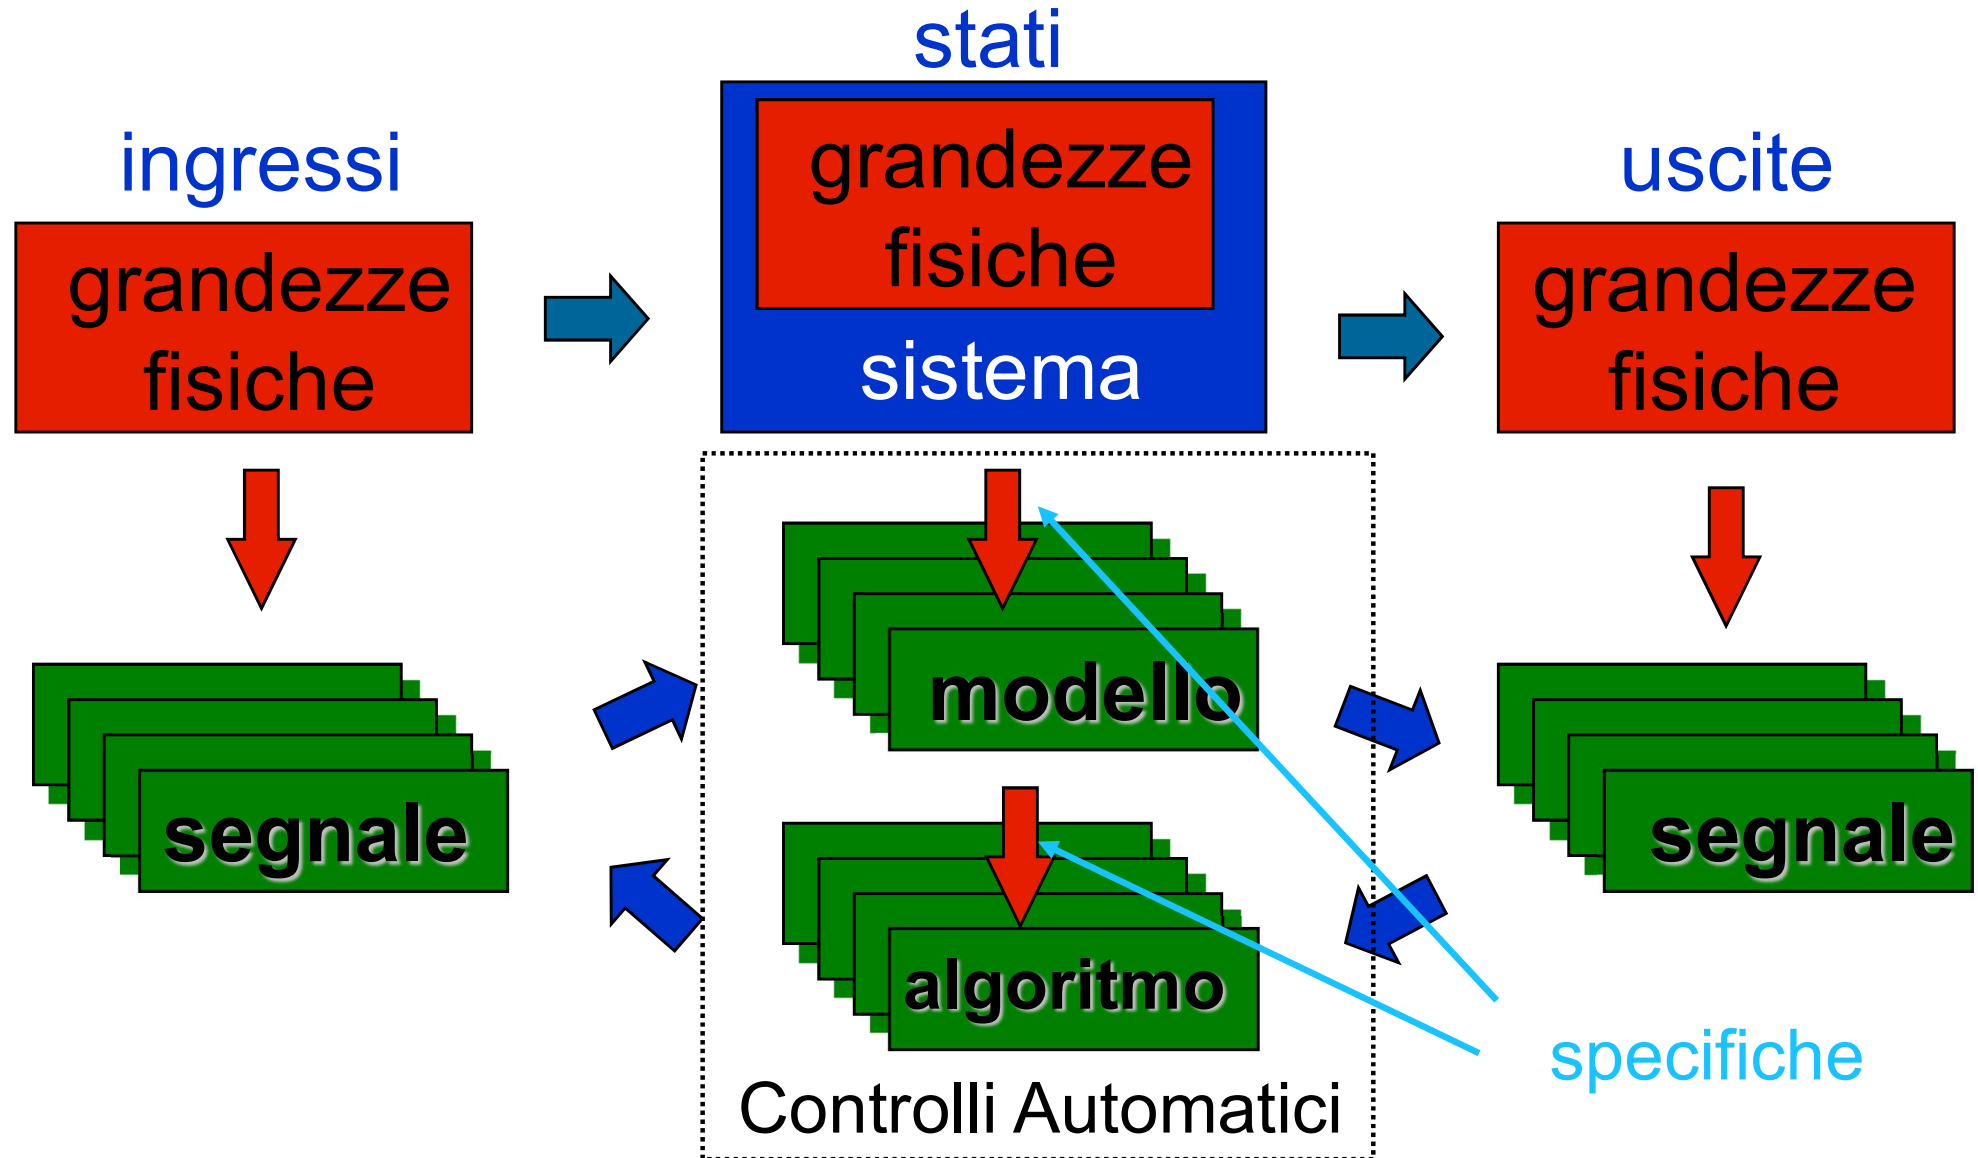 stati
ingressi
grandezze
fisiche
uscite
grandezze
fisiche
sistema
grandezze
fisiche
modello
segnale
segnale
algoritmo
specifiche
Controlli Automatici